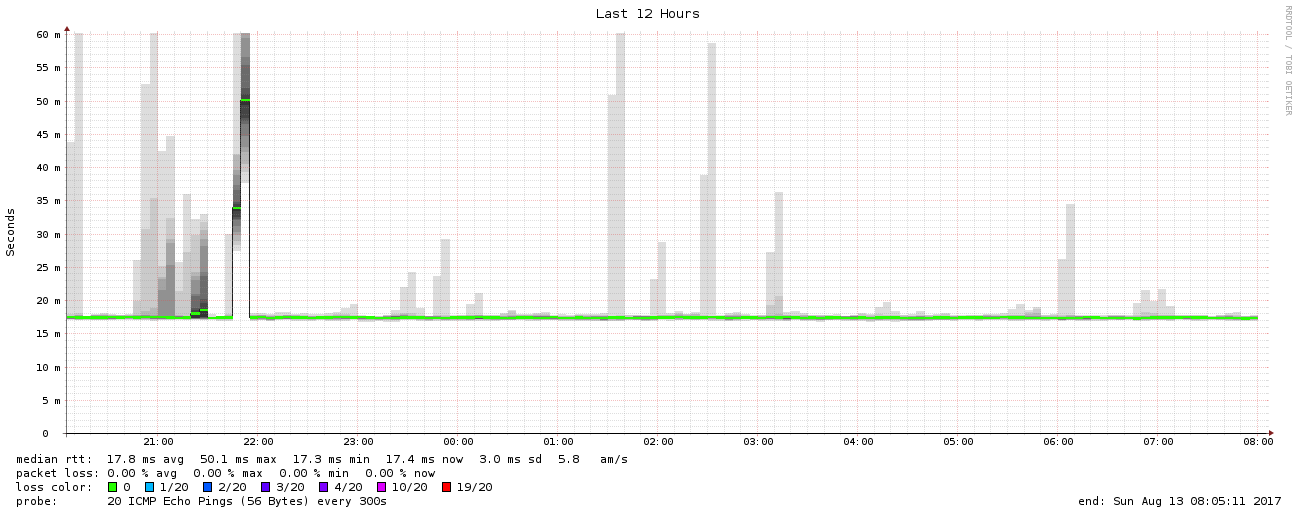 Last 12 Hours
RRDTOOL / TOBI OETIKER
Seconds
60 m
55 m
50 m
45 m
40 m
35 m
30 m
25 m
20 m
15 m
10 m
5 m
0
21:00 22:00 23:00 00:00 01:00 02:00 03:00 04:00 05:00 06:00 07:00 08:00
median rtt: 17.8 ms avg 50.1 ms max 17.3 ms min 17.4 ms now 3.0 ms sd 5.8 am/s
packet loss: 0.00 % avg 0.00 % max 0.00 % min 0.00 % now
loss color: 0 1/20 2/20 3/20 4/20 10/20 19/20
probe: 20 ICMP Echo Pings (56 Bytes) every 300s end: Sun Aug 13 08:05:11 2017